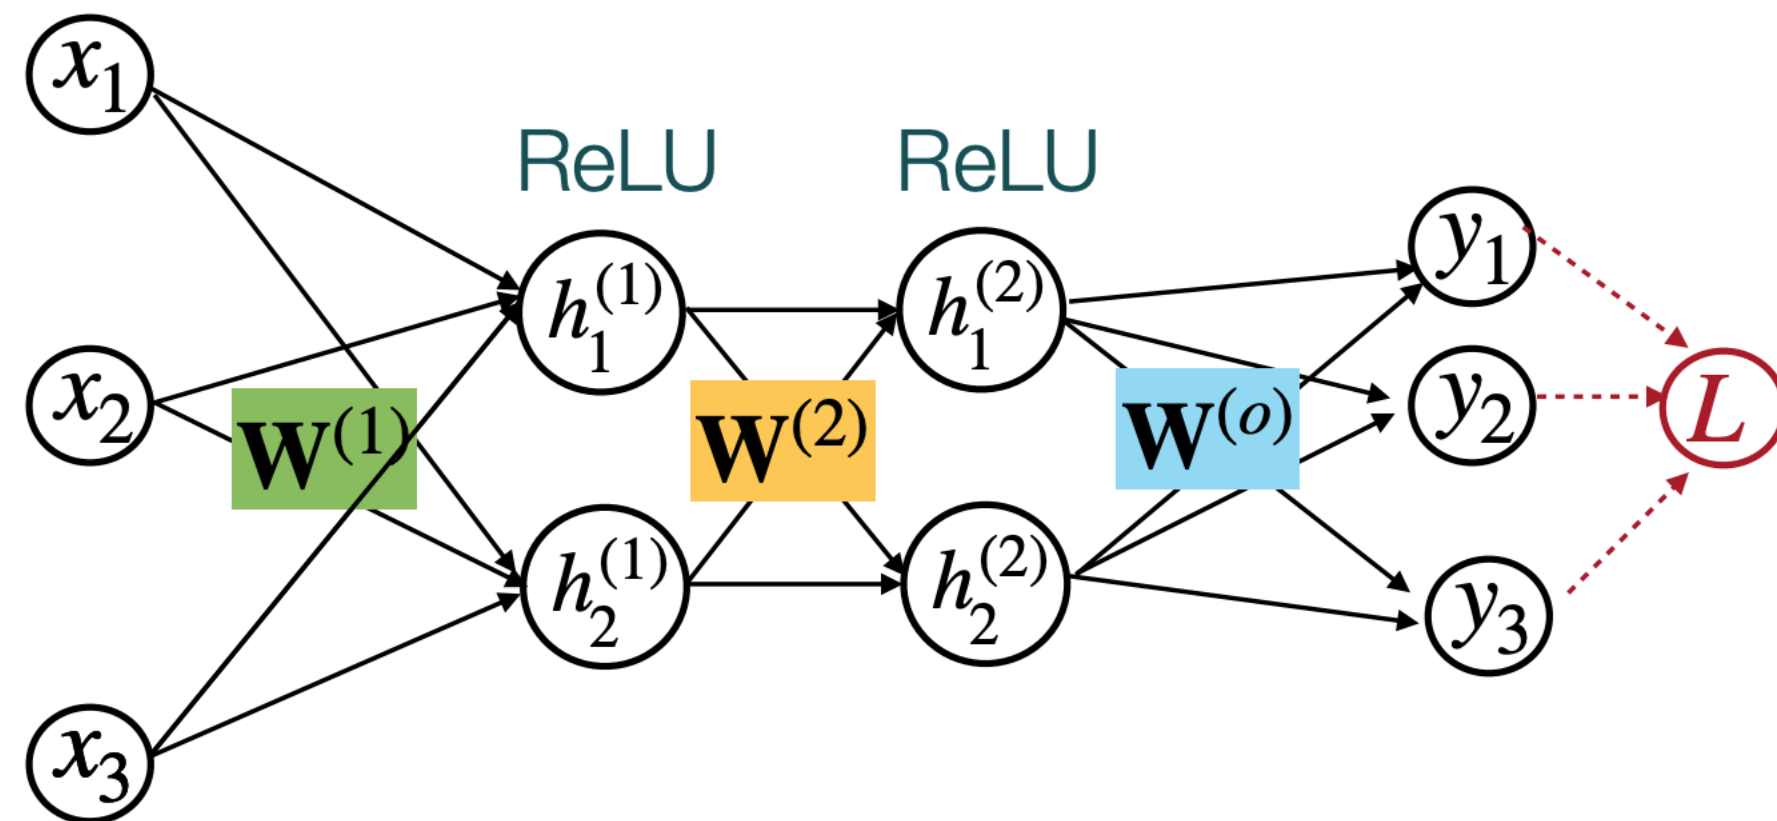 x₁
x₂
x₃
W⁽¹⁾
ReLU
h₁⁽¹⁾
h₂⁽¹⁾
W⁽²⁾
ReLU
h₁⁽²⁾
h₂⁽²⁾
W⁽ᵒ⁾
y₁
y₂
y₃
L